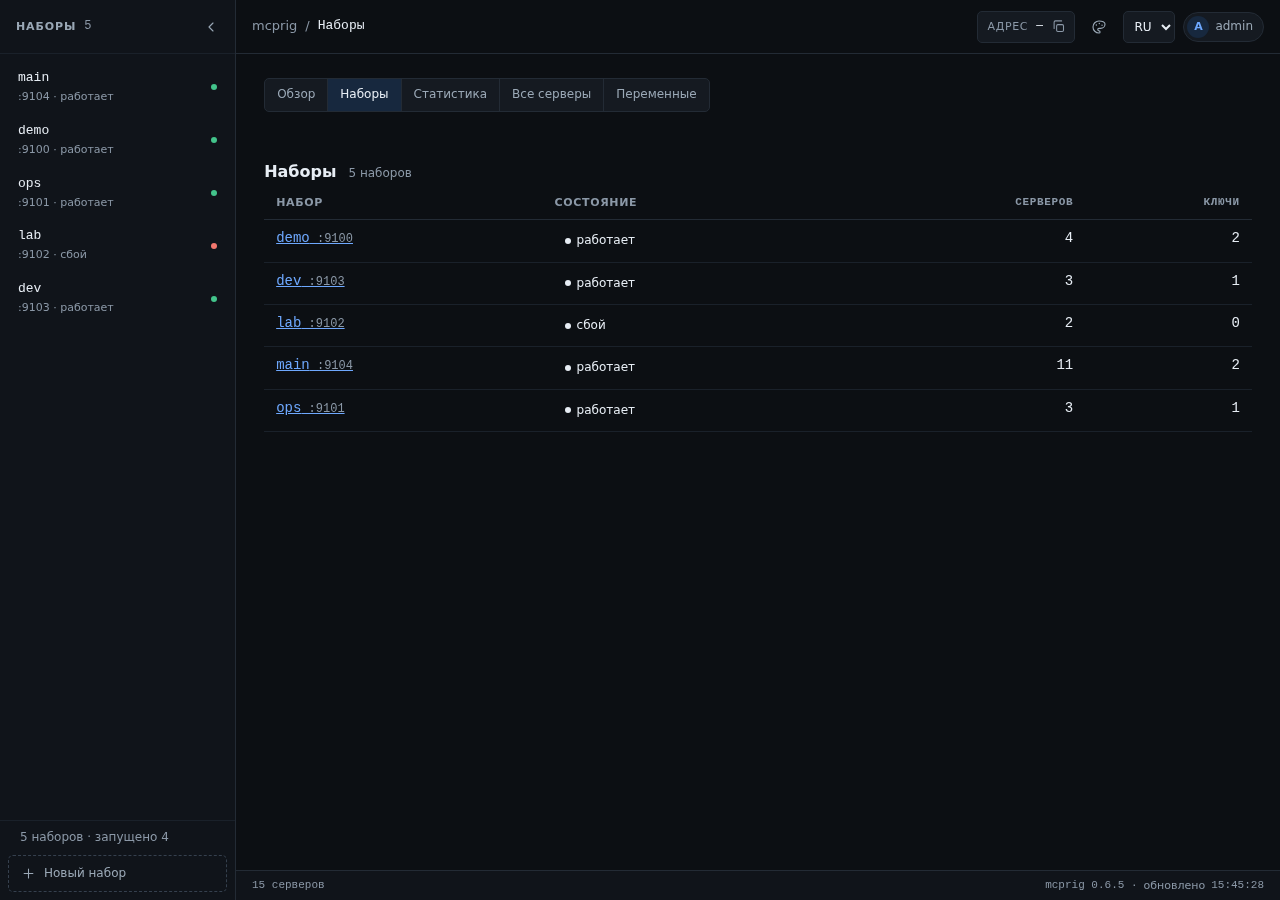 НАБОРЫ 5
main
:9104 · работает
demo
:9100 · работает
ops
:9101 · работает
lab
:9102 · сбой
dev
:9103 · работает
5 наборов · запущено 4
Новый набор
mcprig / Наборы
АДРЕС —
RU
A admin
Обзор Наборы Статистика Все серверы Переменные
Наборы 5 наборов
НАБОР СОСТОЯНИЕ СЕРВЕРОВ КЛЮЧИ
demo :9100 работает 4 2
dev :9103 работает 3 1
lab :9102 сбой 2 0
main :9104 работает 11 2
ops :9101 работает 3 1
15 серверов
mcprig 0.6.5 · обновлено 15:45:28